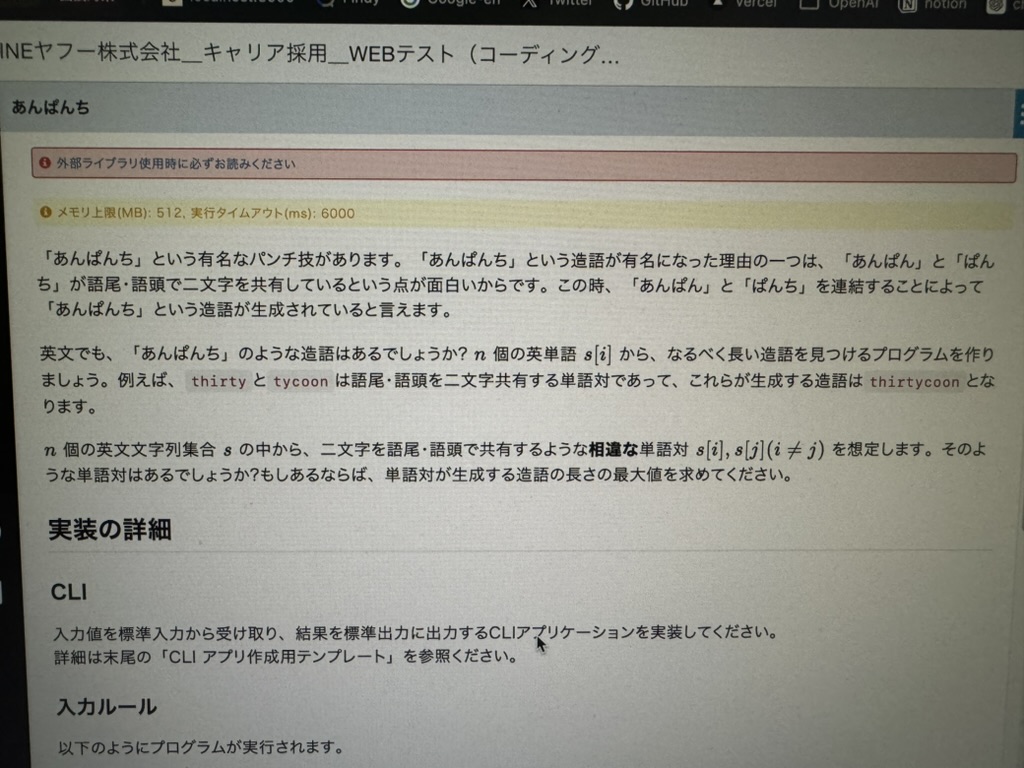 Google-en
Twitter
GitHub
Vercel
OpenAI
notion
INEヤフー株式会社__キャリア採用__WEBテスト（コーディング...
あんぱんち
外部ライブラリ使用時に必ずお読みください
メモリ上限(MB): 512, 実行タイムアウト(ms): 6000
「あんぱんち」という有名なパンチ技があります。「あんぱんち」という造語が有名になった理由の一つは、「あんぱん」と「ぱん
ち」が語尾・語頭で二文字を共有しているという点が面白いからです。この時、「あんぱん」と「ぱんち」を連結することによって
「あんぱんち」という造語が生成されていると言えます。
英文でも、「あんぱんち」のような造語はあるでしょうか? n 個の英単語 s[i] から、なるべく長い造語を見つけるプログラムを作り
ましょう。例えば、 thirty と tycoon は語尾・語頭を二文字共有する単語対であって、これらが生成する造語は thirtycoon とな
ります。
n 個の英文文字列集合 s の中から、二文字を語尾・語頭で共有するような相違な単語対 s[i], s[j](i ≠ j) を想定します。そのよ
うな単語対はあるでしょうか?もしあるならば、単語対が生成する造語の長さの最大値を求めてください。
実装の詳細
CLI
入力値を標準入力から受け取り、結果を標準出力に出力するCLIアプリケーションを実装してください。
詳細は末尾の「CLI アプリ作成用テンプレート」を参照ください。
入力ルール
以下のようにプログラムが実行されます。